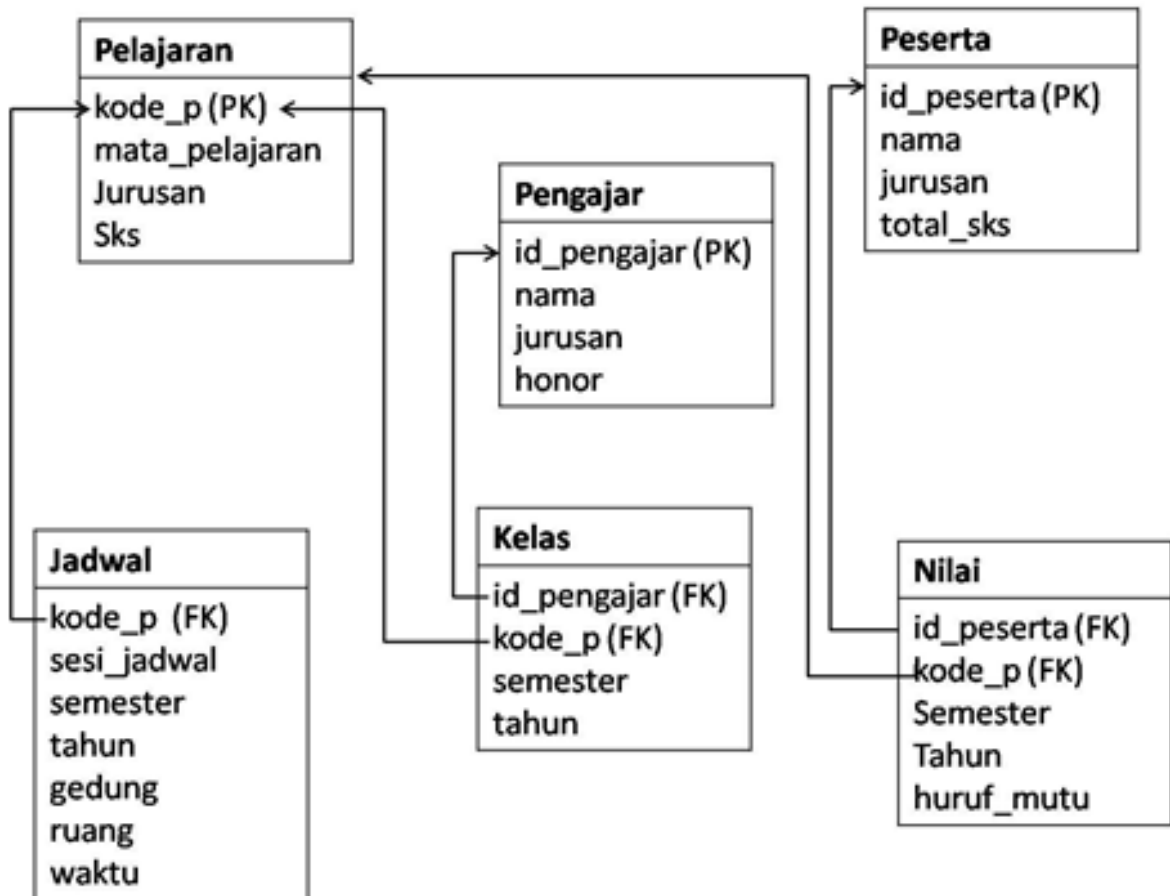 Pelajaran
kode_p (PK)
mata_pelajaran
Jurusan
Sks
Pengajar
id_pengajar (PK)
nama
jurusan
honor
Peserta
id_peserta (PK)
nama
jurusan
total_sks
Jadwal
kode_p (FK)
sesi_jadwal
semester
tahun
gedung
ruang
waktu
Kelas
id_pengajar (FK)
kode_p (FK)
semester
tahun
Nilai
id_peserta (FK)
kode_p (FK)
Semester
Tahun
huruf_mutu